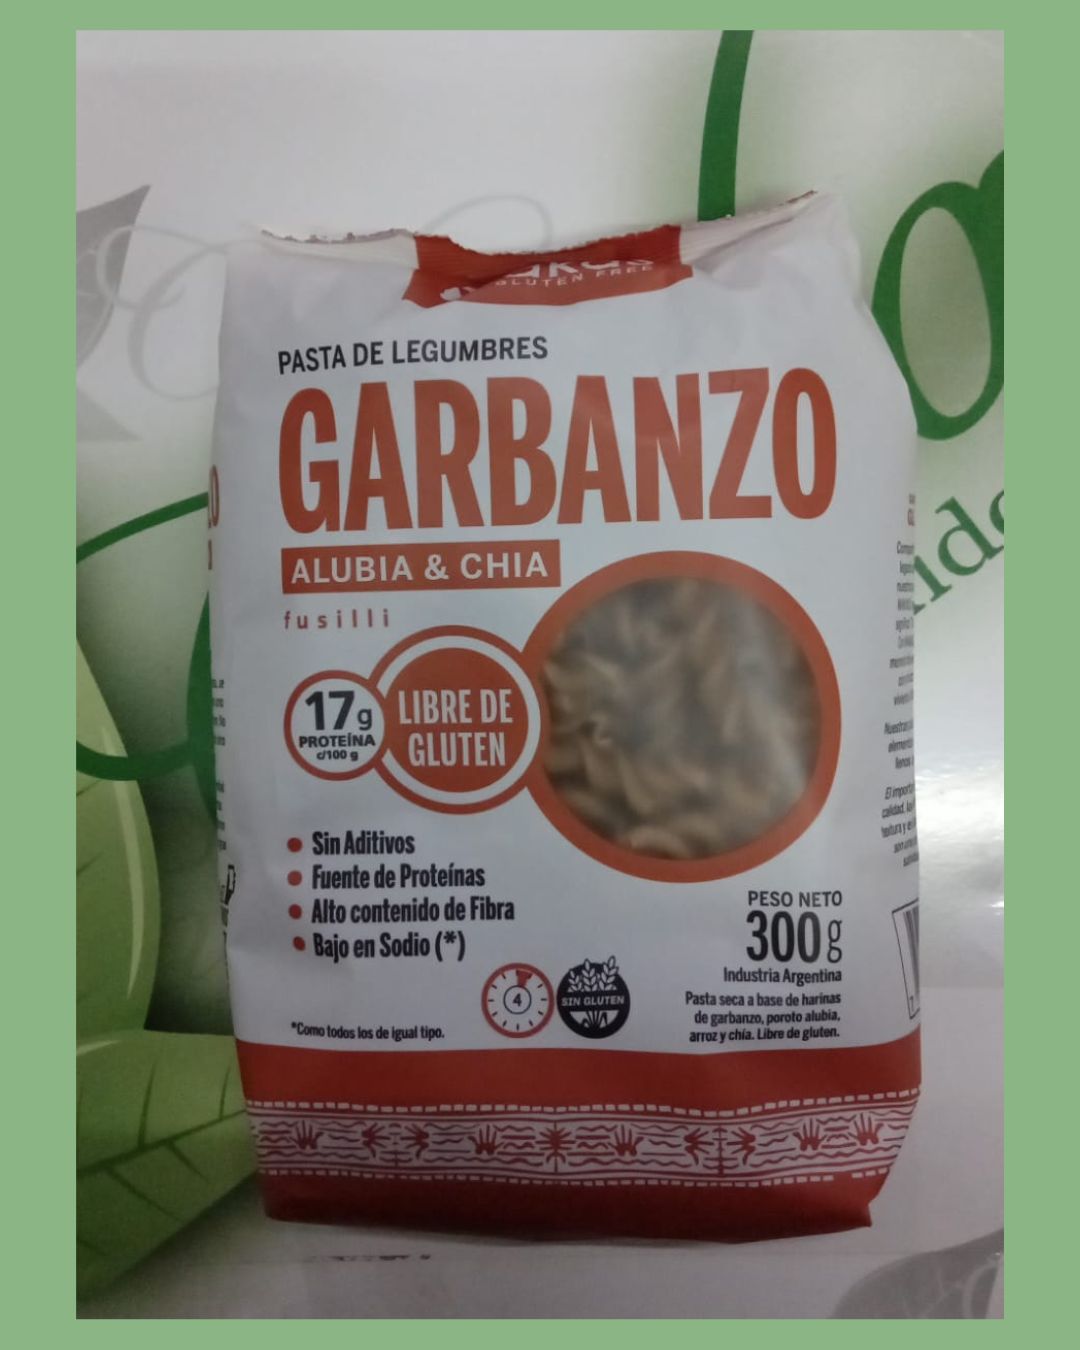 GLUTEN FREE
PASTA DE LEGUMBRES
GARBANZO
ALUBIA & CHIA
fusilli
17g
PROTEÍNA
c/100 g
LIBRE DE
GLUTEN
Sin Aditivos
Fuente de Proteínas
Alto contenido de Fibra
Bajo en Sodio (*)
*Como todos los de igual tipo.
4
SIN GLUTEN
PESO NETO
300g
Industria Argentina
Pasta seca a base de harinas
de garbanzo, poroto alubia,
arroz y chía. Libre de gluten.